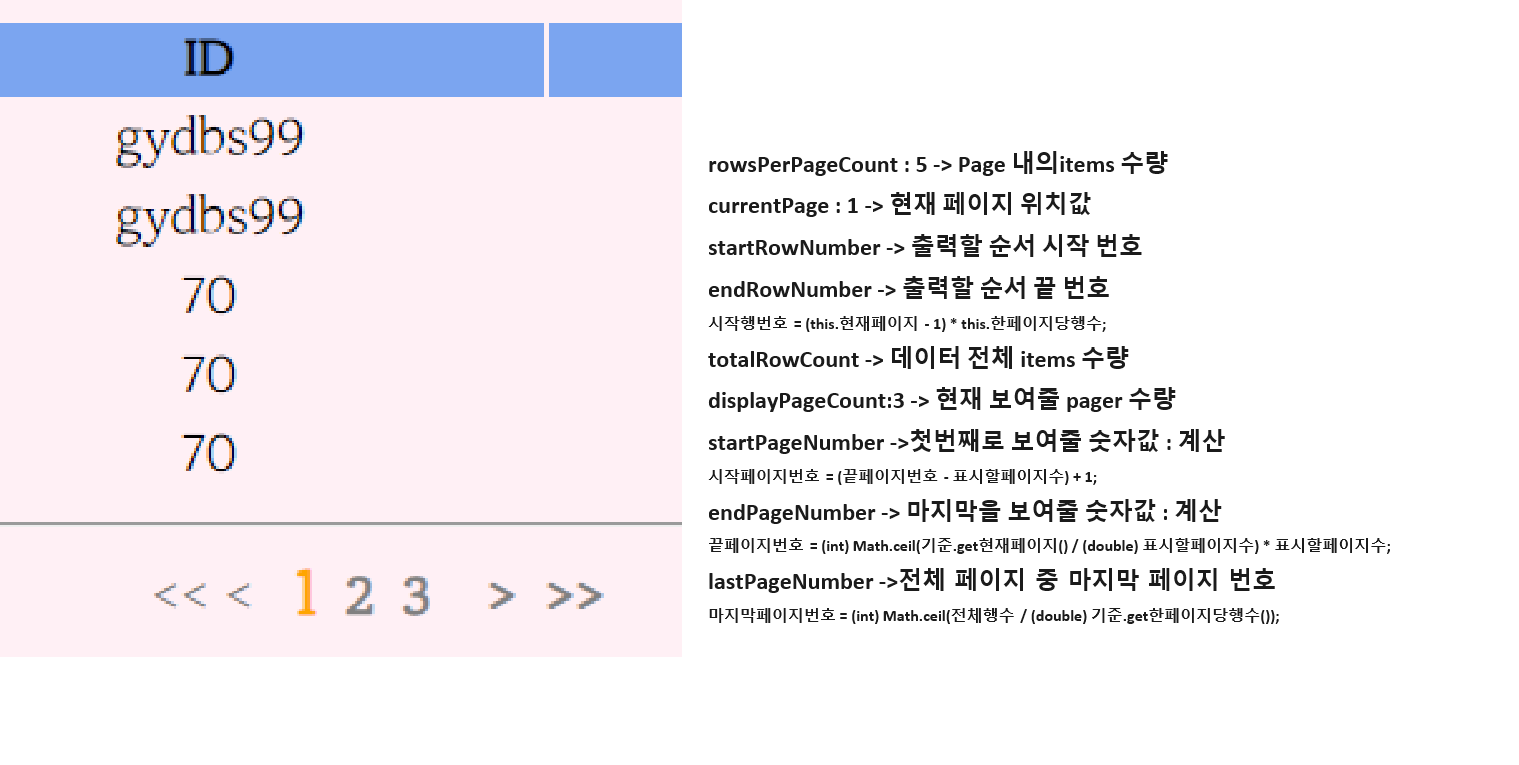 ID
gydbs99
gydbs99
70
70
70
<< < 1 2 3 > >>
rowsPerPageCount : 5 -> Page 내의items 수량
currentPage : 1 -> 현재 페이지 위치값
startRowNumber -> 출력할 순서 시작 번호
endRowNumber -> 출력할 순서 끝 번호
시작행번호 = (this.현재페이지 - 1) * this.한페이지당행수;
totalRowCount -> 데이터 전체 items 수량
displayPageCount:3 -> 현재 보여줄 pager 수량
startPageNumber ->첫번째로 보여줄 숫자값 : 계산
시작페이지번호 = (끝페이지번호 - 표시할페이지수) + 1;
endPageNumber -> 마지막을 보여줄 숫자값 : 계산
끝페이지번호 = (int) Math.ceil(기준.get현재페이지() / (double) 표시할페이지수) * 표시할페이지수;
lastPageNumber ->전체 페이지 중 마지막 페이지 번호
마지막페이지번호 = (int) Math.ceil(전체행수 / (double) 기준.get한페이지당행수());